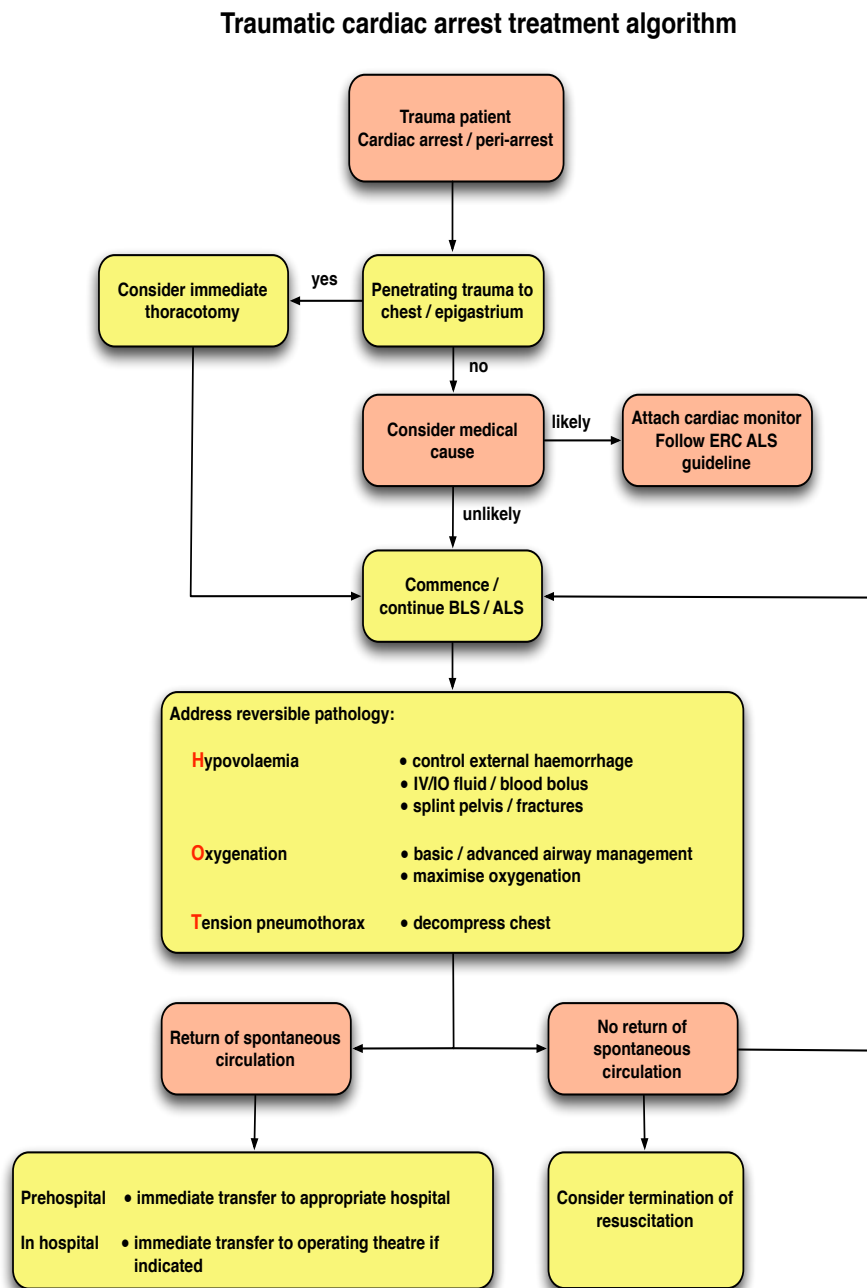 Traumatic cardiac arrest treatment algorithm
Trauma patient
Cardiac arrest / peri-arrest
yes
Consider immediate
thoracotomy
Penetrating trauma to
chest / epigastrium
no
Consider medical
cause
likely
Attach cardiac monitor
Follow ERC ALS
guideline
unlikely
Commence /
continue BLS / ALS
Address reversible pathology:
Hypovolaemia • control external haemorrhage
• IV/IO fluid / blood bolus
• splint pelvis / fractures
Oxygenation • basic / advanced airway management
• maximise oxygenation
Tension pneumothorax • decompress chest
Return of spontaneous
circulation
No return of
spontaneous
circulation
Prehospital • immediate transfer to appropriate hospital
In hospital • immediate transfer to operating theatre if
indicated
Consider termination of
resuscitation